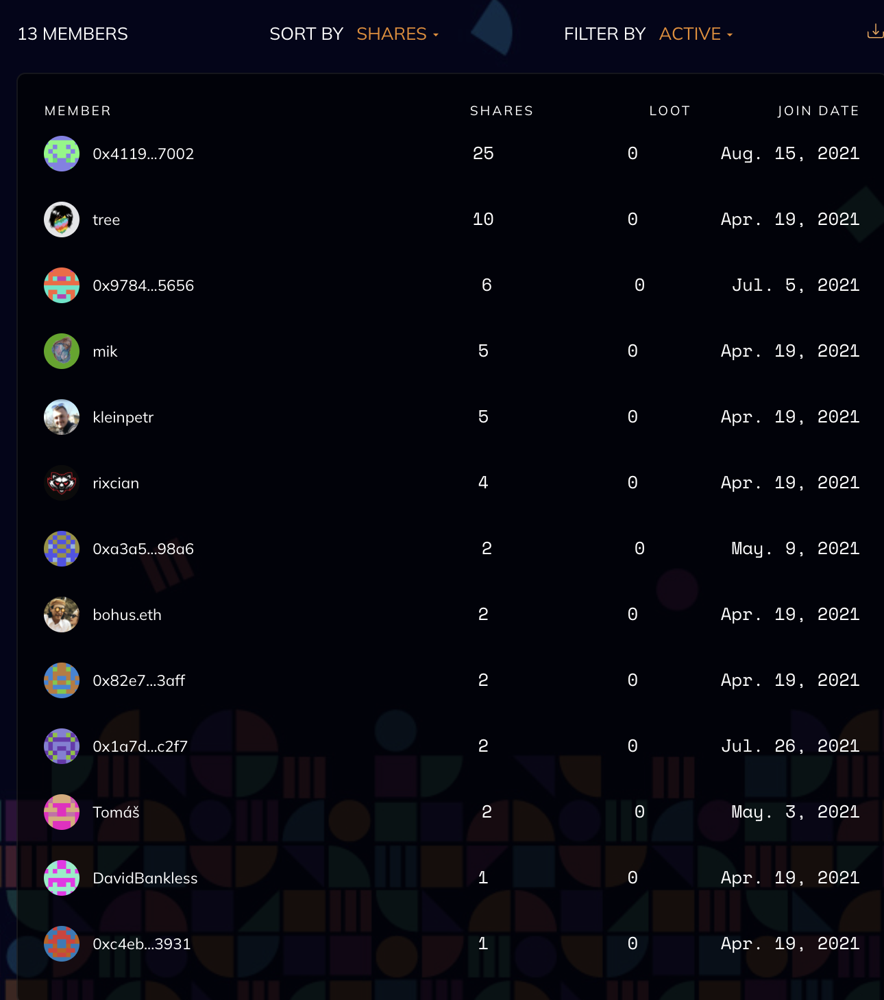 13 MEMBERS SORT BY SHARES FILTER BY ACTIVE
MEMBER SHARES LOOT JOIN DATE
0x4119...7002 25 0 Aug. 15, 2021
tree 10 0 Apr. 19, 2021
0x9784...5656 6 0 Jul. 5, 2021
mik 5 0 Apr. 19, 2021
kleinpetr 5 0 Apr. 19, 2021
rixcian 4 0 Apr. 19, 2021
0xa3a5...98a6 2 0 May. 9, 2021
bohus.eth 2 0 Apr. 19, 2021
0x82e7...3aff 2 0 Apr. 19, 2021
0x1a7d...c2f7 2 0 Jul. 26, 2021
Tomáš 2 0 May. 3, 2021
DavidBankless 1 0 Apr. 19, 2021
0xc4eb...3931 1 0 Apr. 19, 2021